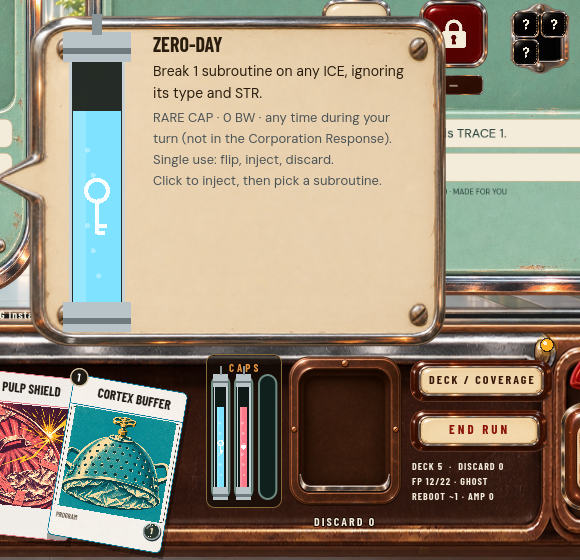 ZERO-DAY
Break 1 subroutine on any ICE, ignoring
its type and STR.
RARE CAP · 0 BW · any time during your
turn (not in the Corporation Response).
Single use: flip, inject, discard.
Click to inject, then pick a subroutine.
? ?
?
TRACE 1.
· MADE FOR YOU
CAPS
PULP SHIELD
1
CORTEX BUFFER
PROGRAM
1
DECK / COVERAGE
END RUN
DECK 5 · DISCARD 0
FP 12/22 · GHOST
REBOOT ~1 · AMP 0
DISCARD 0